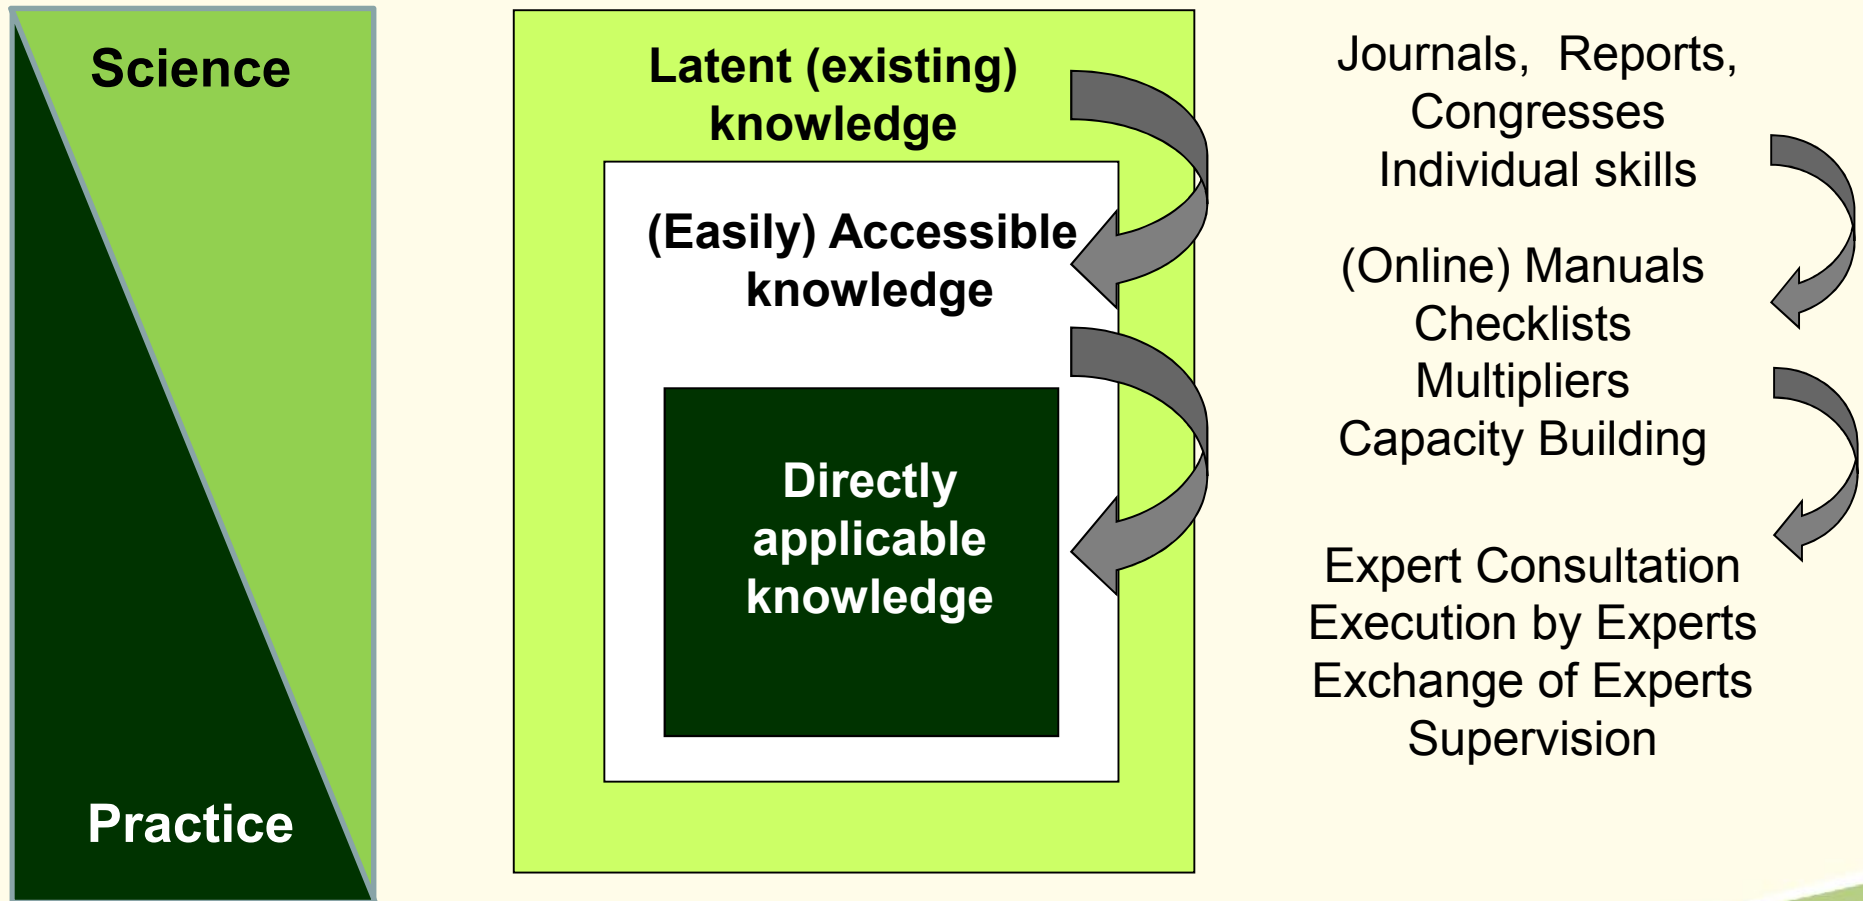 Science
Practice
Latent (existing)
knowledge
(Easily) Accessible
knowledge
Directly
applicable
knowledge
Journals, Reports,
Congresses
Individual skills
(Online) Manuals
Checklists
Multipliers
Capacity Building
Expert Consultation
Execution by Experts
Exchange of Experts
Supervision